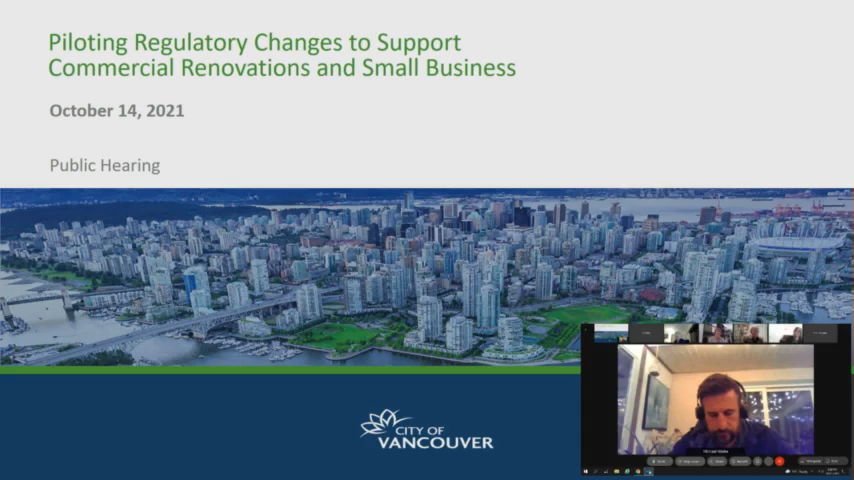 Piloting Regulatory Changes to Support
Commercial Renovations and Small Business
October 14, 2021
Public Hearing
CITY OF
VANCOUVER